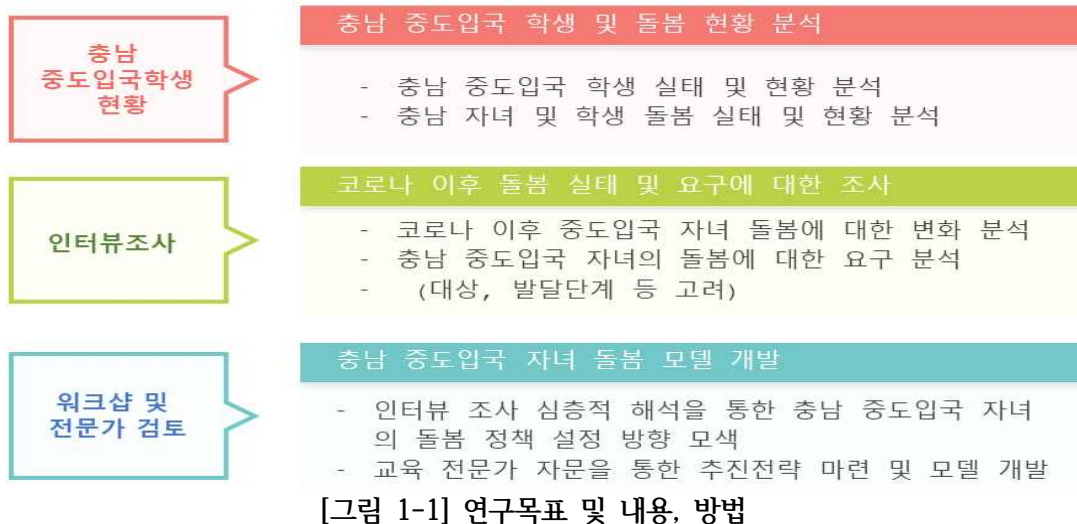 충남
중도입국학생
현황
충남 중도입국 학생 및 돌봄 현황 분석
- 충남 중도입국 학생 실태 및 현황 분석
- 충남 자녀 및 학생 돌봄 실태 및 현황 분석
인터뷰조사
코로나 이후 돌봄 실태 및 요구에 대한 조사
- 코로나 이후 중도입국 자녀 돌봄에 대한 변화 분석
- 충남 중도입국 자녀의 돌봄에 대한 요구 분석
- (대상, 발달단계 등 고려)
워크샵 및
전문가 검토
충남 중도입국 자녀 돌봄 모델 개발
- 인터뷰 조사 심층적 해석을 통한 충남 중도입국 자녀
의 돌봄 정책 설정 방향 모색
- 교육 전문가 자문을 통한 추진전략 마련 및 모델 개발
[그림 1-1] 연구목표 및 내용, 방법